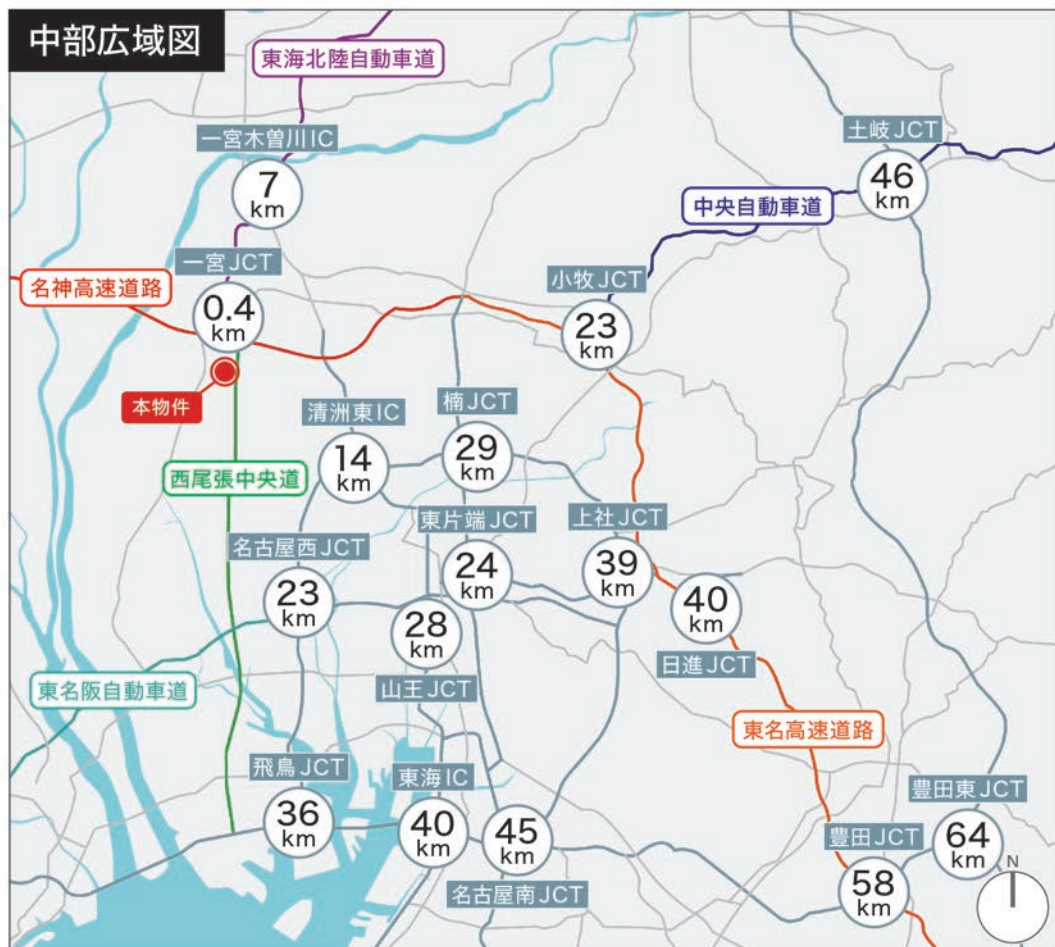 中部広域図
東海北陸自動車道
土岐JCT
一宮木曽川IC
46
km
7
km
中央自動車道
一宮JCT
小牧JCT
名神高速道路
0.4
km
23
km
本物件
清洲東IC
楠JCT
14
km
29
km
西尾張中央道
東片端JCT
上社JCT
名古屋西JCT
24
km
39
km
23
km
40
km
28
km
日進JCT
山王JCT
東名阪自動車道
東名高速道路
飛鳥JCT
東海IC
豊田東JCT
36
km
40
km
45
km
豊田JCT
64
km
N
名古屋南JCT
58
km